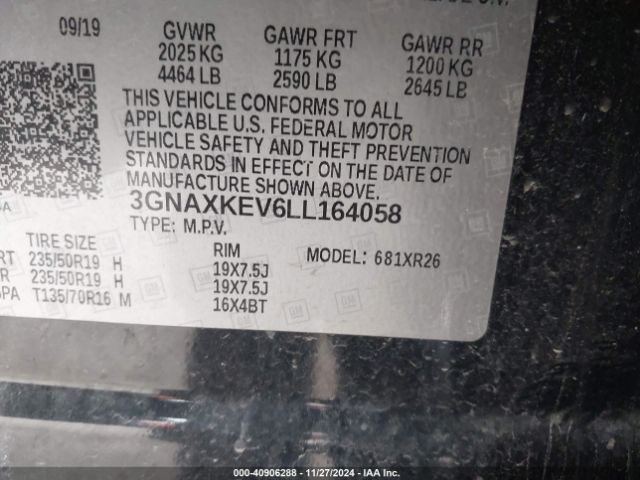 09/19 GVWR GAWR FRT GAWR RR
2025 KG 1175 KG 1200 KG
4464 LB 2590 LB 2645 LB
THIS VEHICLE CONFORMS TO ALL
APPLICABLE U.S. FEDERAL MOTOR
VEHICLE SAFETY AND THEFT PREVENTION
STANDARDS IN EFFECT ON THE DATE OF
MANUFACTURE SHOWN ABOVE.
3GNAXKEV6LL164058
TYPE: M.P.V.
TIRE SIZE RIM MODEL: 681XR26
RT 235/50R19 H 19X7.5J
R 235/50R19 H 19X7.5J
PA T135/70R16 M 16X4BT
GM
000-40906288 - 11/27/2024 - IAA Inc.